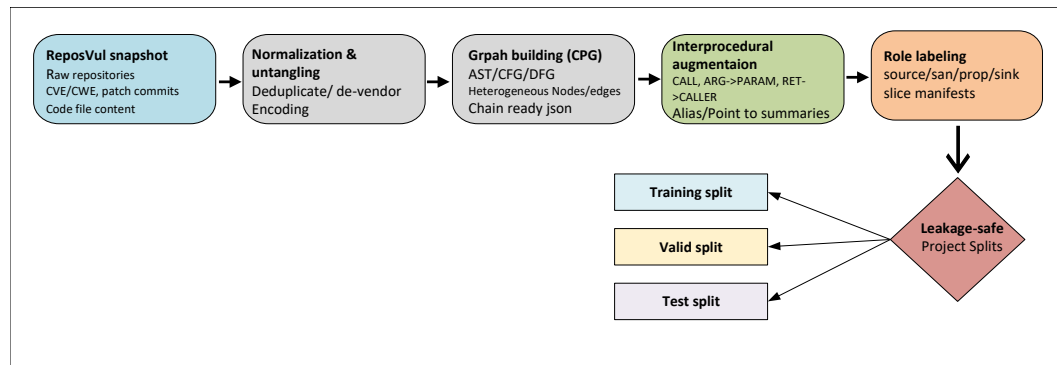 ReposVul snapshot
Raw repositories
CVE/CWE, patch commits
Code file content
Normalization &
untangling
Deduplicate/ de-vendor
Encoding
Grpah building (CPG)
AST/CFG/DFG
Heterogeneous Nodes/edges
Chain ready json
Interprocedural
augmentaion
CALL, ARG->PARAM, RET-
>CALLER
Alias/Point to summaries
Role labeling
source/san/prop/sink
slice manifests
Leakage-safe
Project Splits
Training split
Valid split
Test split